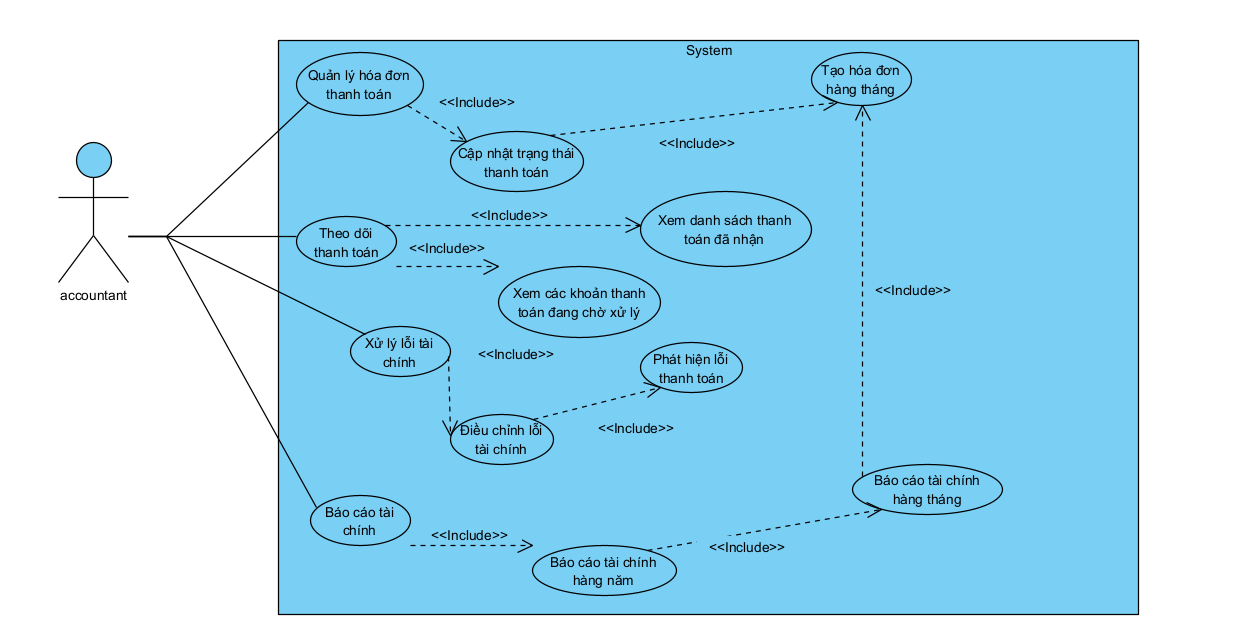 System
Quản lý hóa đơn
thanh toán
<<Include>>
Tạo hóa đơn
hàng tháng
Cập nhật trạng thái
thanh toán
<<Include>>
accountant
Theo dõi
thanh toán
<<Include>>
Xem danh sách thanh
toán đã nhận
<<Include>>
Xem các khoản thanh
toán đang chờ xử lý
<<Include>>
Xử lý lỗi tài
chính
<<Include>>
Phát hiện lỗi
thanh toán
Điều chỉnh lỗi
tài chính
<<Include>>
Báo cáo tài chính
hàng tháng
Báo cáo tài
chính
<<Include>>
Báo cáo tài chính
hàng năm
<<Include>>